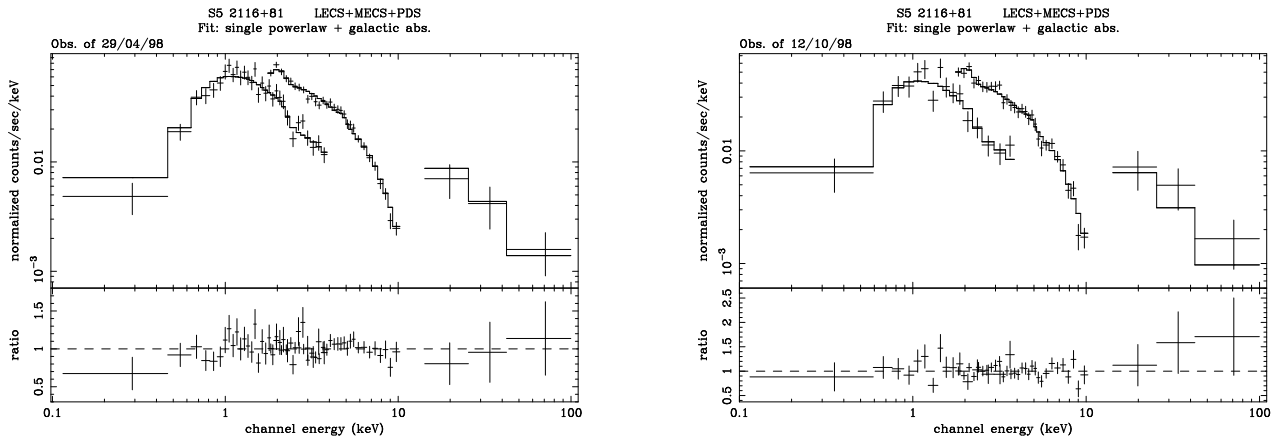 S5 2116+81 LECS+MECS+PDS
Fit: single powerlaw + galactic abs.
Obs. of 29/04/98
normalized counts/sec/keV
0.01
10⁻³
ratio
1.5
1
0.5
0.1 1 10 100
channel energy (keV)
S5 2116+81 LECS+MECS+PDS
Fit: single powerlaw + galactic abs.
Obs. of 12/10/98
normalized counts/sec/keV
0.01
10⁻³
ratio
2.5
2
1.5
1
0.5
0.1 1 10 100
channel energy (keV)